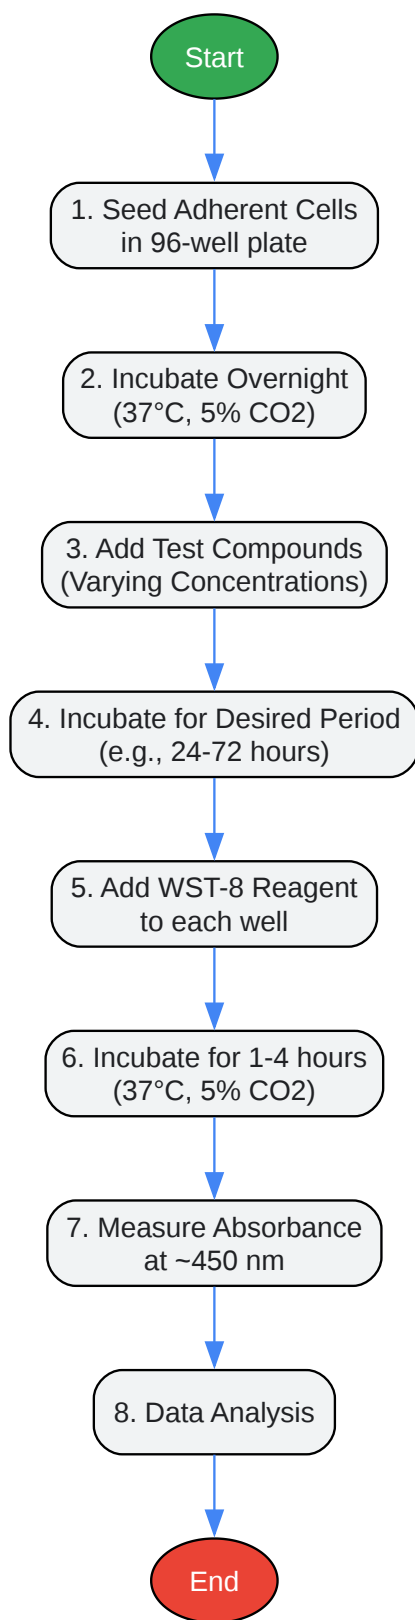 Start
1. Seed Adherent Cells
in 96-well plate
2. Incubate Overnight
(37°C, 5% CO2)
3. Add Test Compounds
(Varying Concentrations)
4. Incubate for Desired Period
(e.g., 24-72 hours)
5. Add WST-8 Reagent
to each well
6. Incubate for 1-4 hours
(37°C, 5% CO2)
7. Measure Absorbance
at ~450 nm
8. Data Analysis
End